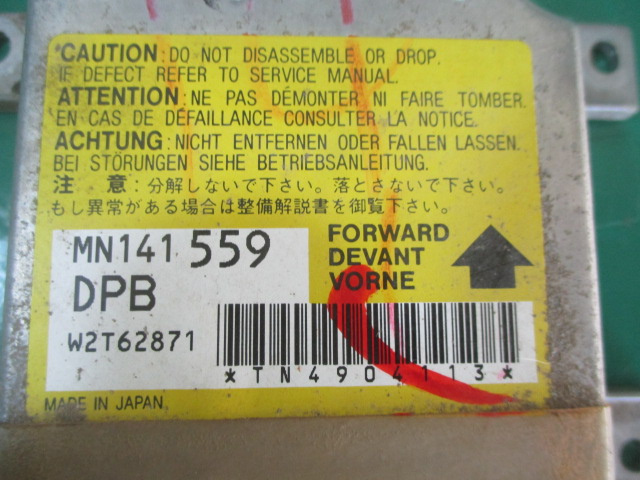 CAUTION : DO NOT DISASSEMBLE OR DROP.
IF DEFECT REFER TO SERVICE MANUAL.
ATTENTION : NE PAS DÉMONTER NI FAIRE TOMBER.
EN CAS DE DÉFAILLANCE CONSULTER LA NOTICE.
ACHTUNG : NICHT ENTFERNEN ODER FALLEN LASSEN.
BEI STÖRUNGEN SIEHE BETRIEBSANLEITUNG.
注 意 : 分解しないで下さい。落とさないで下さい。
もし異常がある場合は整備解説書を御覧下さい。
MN141 559
DPB
W2T62871
FORWARD
DEVANT
VORNE
*TN4904113*
MADE IN JAPAN